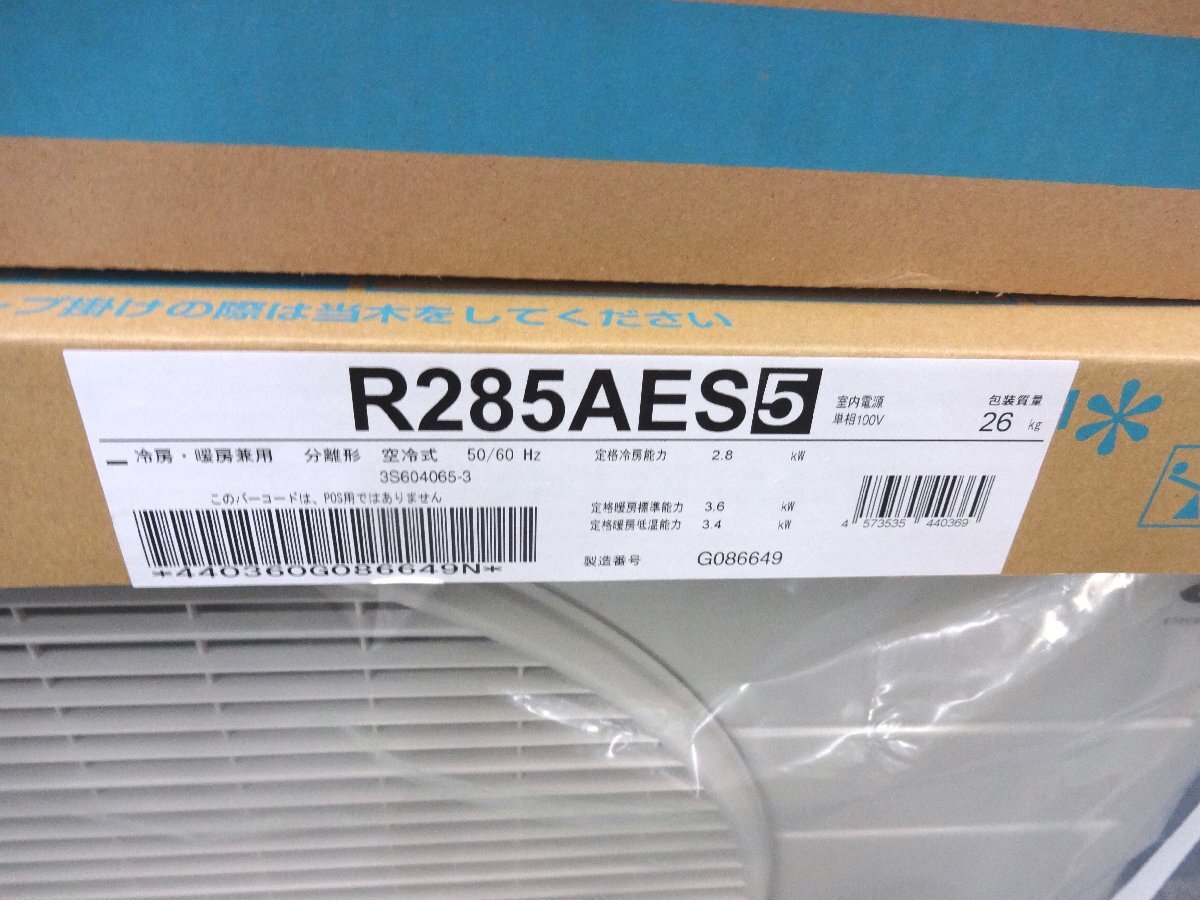 ープ掛けの際は当木をしてください
R285AES5
室内電源
単相100V
包装質量
26 kg
冷房・暖房兼用 分離形 空冷式 50/60 Hz
3S604065-3
このバーコードは、POS用ではありません
*440360G086649N*
定格冷房能力 2.8 kW
定格暖房標準能力 3.6 kW
定格暖房低温能力 3.4 kW
製造番号 G086649
4 573535 440369